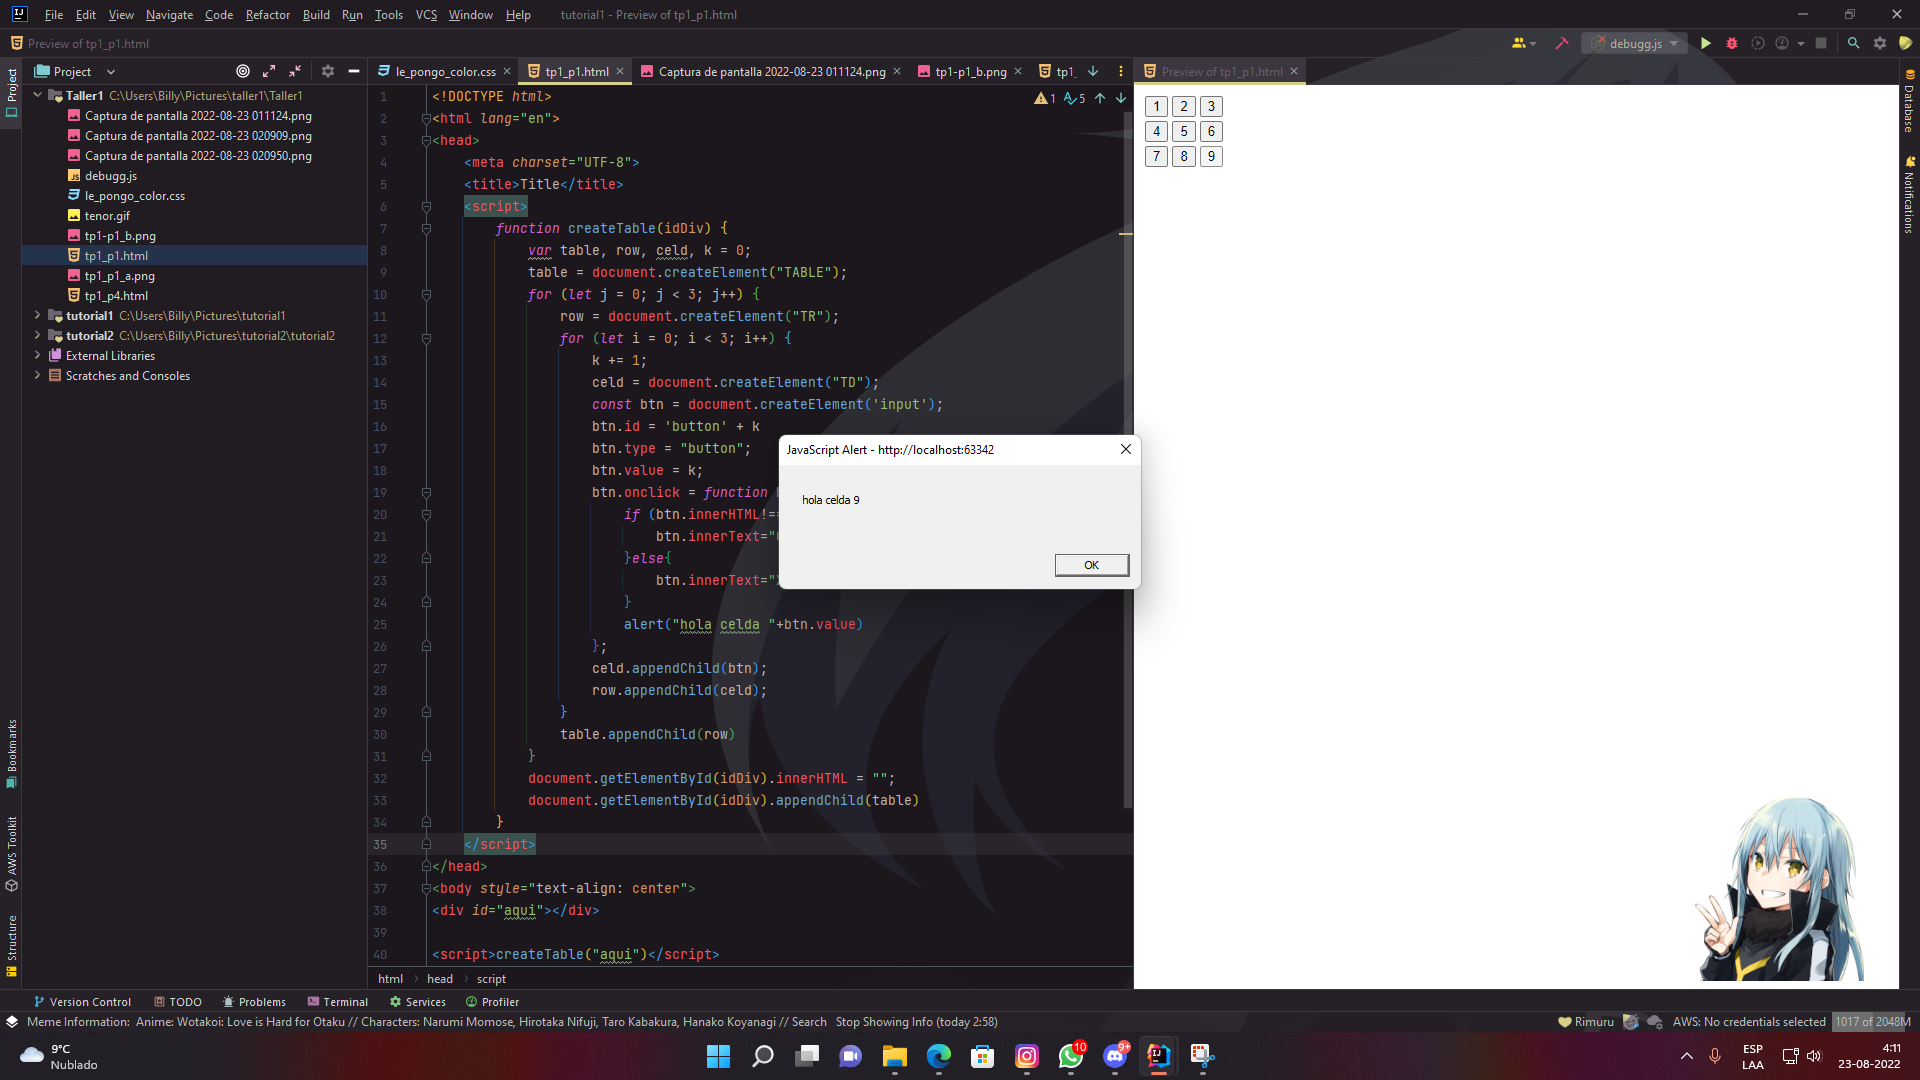 File Edit View Navigate Code Refactor Build Run Tools VCS Window Help tutorial1 - Preview of tp1_p1.html
Preview of tp1_p1.html debugg.js
Project
Project
le_pongo_color.css tp1_p1.html Captura de pantalla 2022-08-23 011124.png tp1-p1_b.png tp1_
Preview of tp1_p1.html
Taller1 C:\Users\Billy\Pictures\taller1\Taller1
Captura de pantalla 2022-08-23 011124.png
Captura de pantalla 2022-08-23 020909.png
Captura de pantalla 2022-08-23 020950.png
debugg.js
le_pongo_color.css
tenor.gif
tp1-p1_b.png
tp1_p1.html
tp1_p1_a.png
tp1_p4.html
tutorial1 C:\Users\Billy\Pictures\tutorial1
tutorial2 C:\Users\Billy\Pictures\tutorial2\tutorial2
External Libraries
Scratches and Consoles
Bookmarks
AWS Toolkit
Structure
1 5
1 <!DOCTYPE html>
2 <html lang="en">
3 <head>
4 <meta charset="UTF-8">
5 <title>Title</title>
6 <script>
7 function createTable(idDiv) {
8 var table, row, celd, k = 0;
9 table = document.createElement("TABLE");
10 for (let j = 0; j < 3; j++) {
11 row = document.createElement("TR");
12 for (let i = 0; i < 3; i++) {
13 k += 1;
14 celd = document.createElement("TD");
15 const btn = document.createElement('input');
16 btn.id = 'button' + k
17 btn.type = "button";
18 btn.value = k;
19 btn.onclick = function
20 if (btn.innerHTML!=
21 btn.innerText="
22 }else{
23 btn.innerText="
24 }
25 alert("hola celda "+btn.value)
26 };
27 celd.appendChild(btn);
28 row.appendChild(celd);
29 }
30 table.appendChild(row)
31 }
32 document.getElementById(idDiv).innerHTML = "";
33 document.getElementById(idDiv).appendChild(table)
34 }
35 </script>
36 </head>
37 <body style="text-align: center">
38 <div id="aqui"></div>
39
40 <script>createTable("aqui")</script>
html head script
JavaScript Alert - http://localhost:63342
hola celda 9
OK
1 2 3
4 5 6
7 8 9
Database
Notifications
Version Control TODO Problems Terminal Services Profiler
Meme Information: Anime: Wotakoi: Love is Hard for Otaku // Characters: Narumi Momose, Hirotaka Nifuji, Taro Kabakura, Hanako Koyanagi // Search Stop Showing Info (today 2:58)
Rimuru AWS: No credentials selected 1017 of 2048M
9°C
Nublado
10
9+
ESP
LAA
4:11
23-08-2022